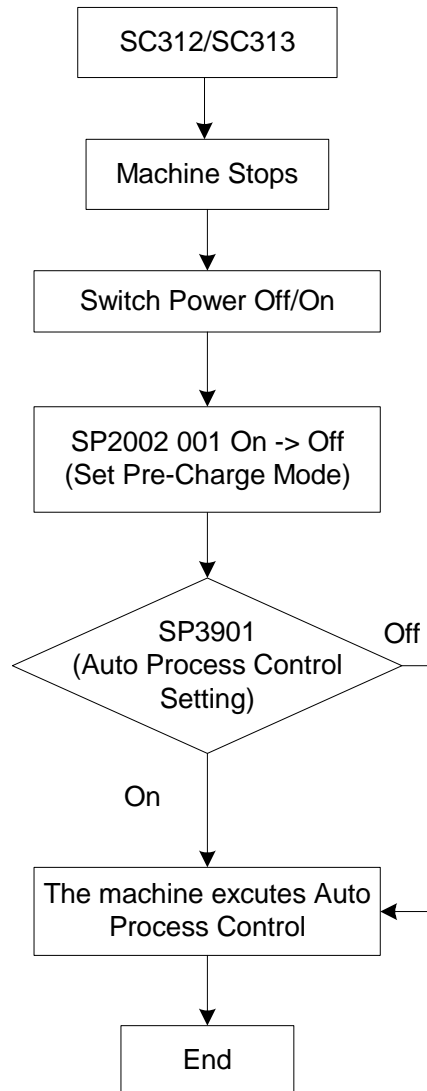 SC312/SC313
Machine Stops
Switch Power Off/On
SP2002 001 On -> Off
(Set Pre-Charge Mode)
SP3901
(Auto Process Control
Setting)
Off
On
The machine excutes Auto
Process Control
End